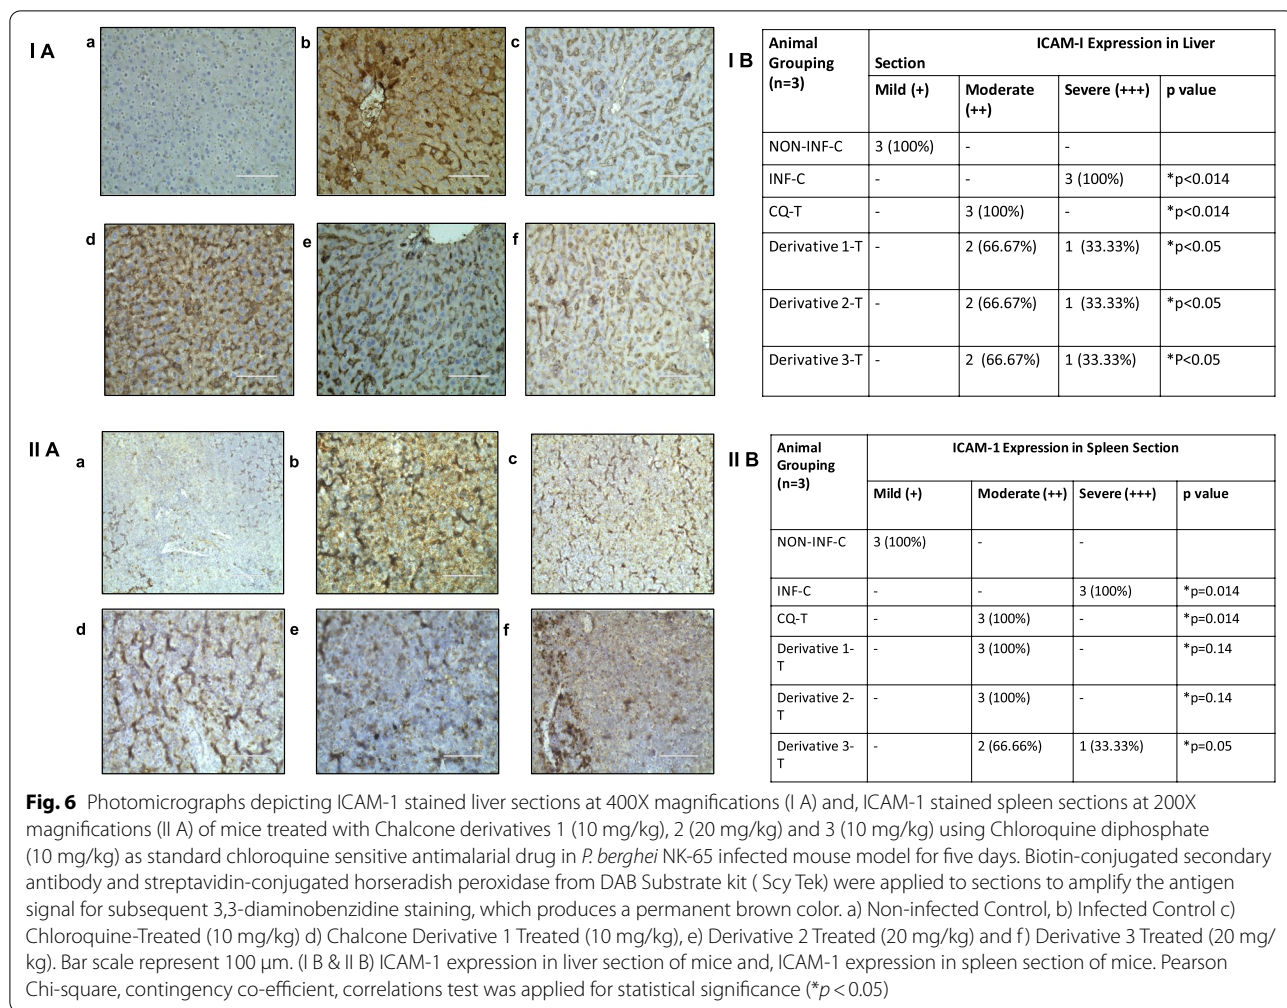 I A
a
b
c
d
e
f
I B
Animal Grouping (n=3)
ICAM-I Expression in Liver Section
Mild (+)
Moderate (++)
Severe (+++)
p value
NON-INF-C 3 (100%) - -
INF-C - - 3 (100%) *p<0.014
CQ-T - 3 (100%) - *p<0.014
Derivative 1-T - 2 (66.67%) 1 (33.33%) *p<0.05
Derivative 2-T - 2 (66.67%) 1 (33.33%) *p<0.05
Derivative 3-T - 2 (66.67%) 1 (33.33%) *P<0.05
II A
a
b
c
d
e
f
II B
Animal Grouping (n=3)
ICAM-1 Expression in Spleen Section
Mild (+)
Moderate (++)
Severe (+++)
p value
NON-INF-C 3 (100%) - -
INF-C - - 3 (100%) *p=0.014
CQ-T - 3 (100%) - *p=0.014
Derivative 1-T - 3 (100%) - *p=0.14
Derivative 2-T - 3 (100%) - *p=0.14
Derivative 3-T - 2 (66.66%) 1 (33.33%) *p=0.05
Fig. 6 Photomicrographs depicting ICAM-1 stained liver sections at 400X magnifications (I A) and, ICAM-1 stained spleen sections at 200X
magnifications (II A) of mice treated with Chalcone derivatives 1 (10 mg/kg), 2 (20 mg/kg) and 3 (10 mg/kg) using Chloroquine diphosphate
(10 mg/kg) as standard chloroquine sensitive antimalarial drug in P. berghei NK-65 infected mouse model for five days. Biotin-conjugated secondary
antibody and streptavidin-conjugated horseradish peroxidase from DAB Substrate kit ( Scy Tek) were applied to sections to amplify the antigen
signal for subsequent 3,3-diaminobenzidine staining, which produces a permanent brown color. a) Non-infected Control, b) Infected Control c)
Chloroquine-Treated (10 mg/kg) d) Chalcone Derivative 1 Treated (10 mg/kg), e) Derivative 2 Treated (20 mg/kg) and f) Derivative 3 Treated (20 mg/
kg). Bar scale represent 100 µm. (I B & II B) ICAM-1 expression in liver section of mice and, ICAM-1 expression in spleen section of mice. Pearson
Chi-square, contingency co-efficient, correlations test was applied for statistical significance (*p < 0.05)